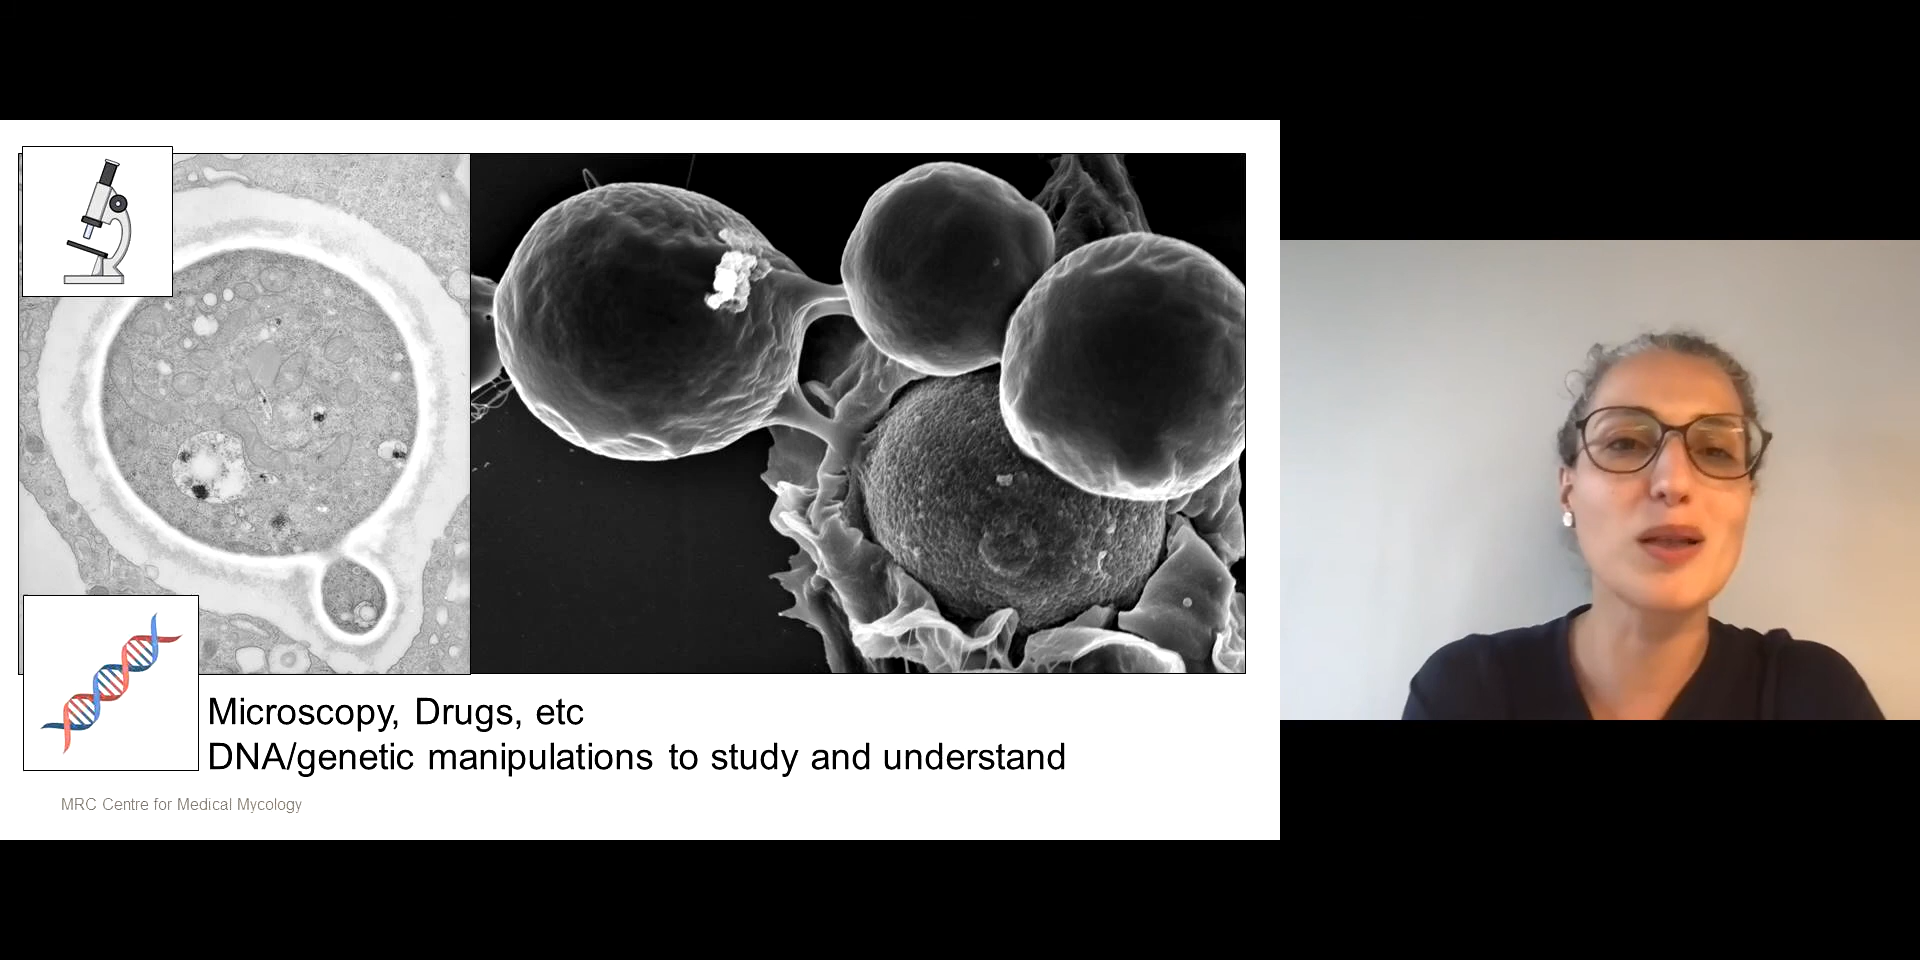 Microscopy, Drugs, etc
DNA/genetic manipulations to study and understand
MRC Centre for Medical Mycology